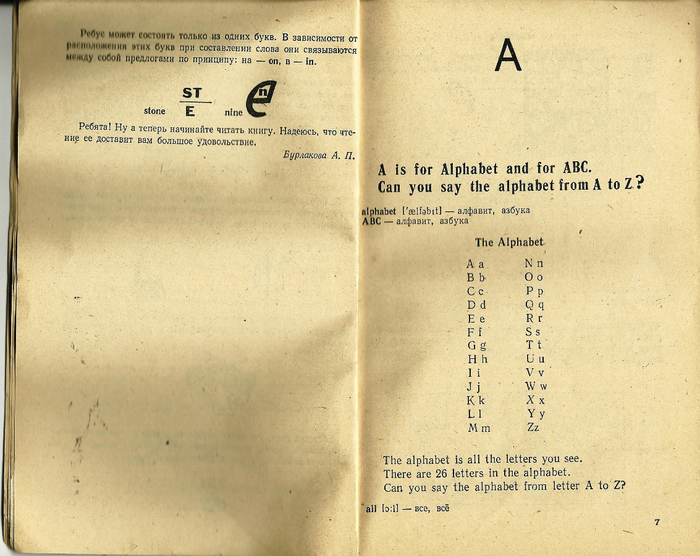 Ребус может состоять только из одних букв. В зависимости от
расположения этих букв при составлении слова они связываются
между собой предлогами по принципу: на — on, в — in.
stone ST
E nine en
Ребята! Ну а теперь начинайте читать книгу. Надеюсь, что чте-
ние ее доставит вам большое удовольствие.
Бурлакова А. П.
A
A is for Alphabet and for ABC.
Can you say the alphabet from A to Z?
alphabet ['ælfəbıt] — алфавит, азбука
ABC — алфавит, азбука
The Alphabet
A a N n
B b O o
C c P p
D d Q q
E e R r
F f S s
G g T t
H h U u
I i V v
J j W w
K k X x
L l Y y
M m Zz
The alphabet is all the letters you see.
There are 26 letters in the alphabet.
Can you say the alphabet from letter A to Z?
all [ɔ:l] — все, всё
7